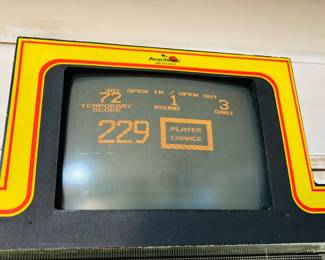 Arachnid
301 OPEN IN / OPEN OUT
72 1 3
TEMPORARY SCORE ROUND DART
229 PLAYER CHANGE